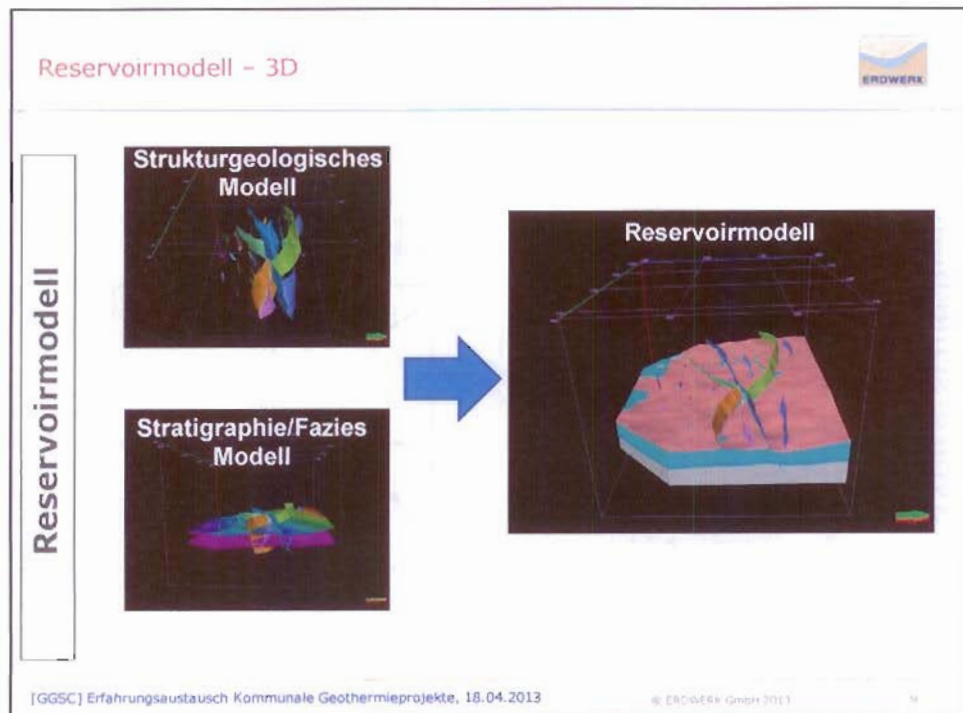 Reservoirmodell – 3D
ERDWERK
Reservoirmodell
Strukturgeologisches
Modell
Stratigraphie/Fazies
Modell
Reservoirmodell
[GGSC] Erfahrungsaustausch Kommunale Geothermieprojekte, 18.04.2013
© ERDWERK GmbH 2013